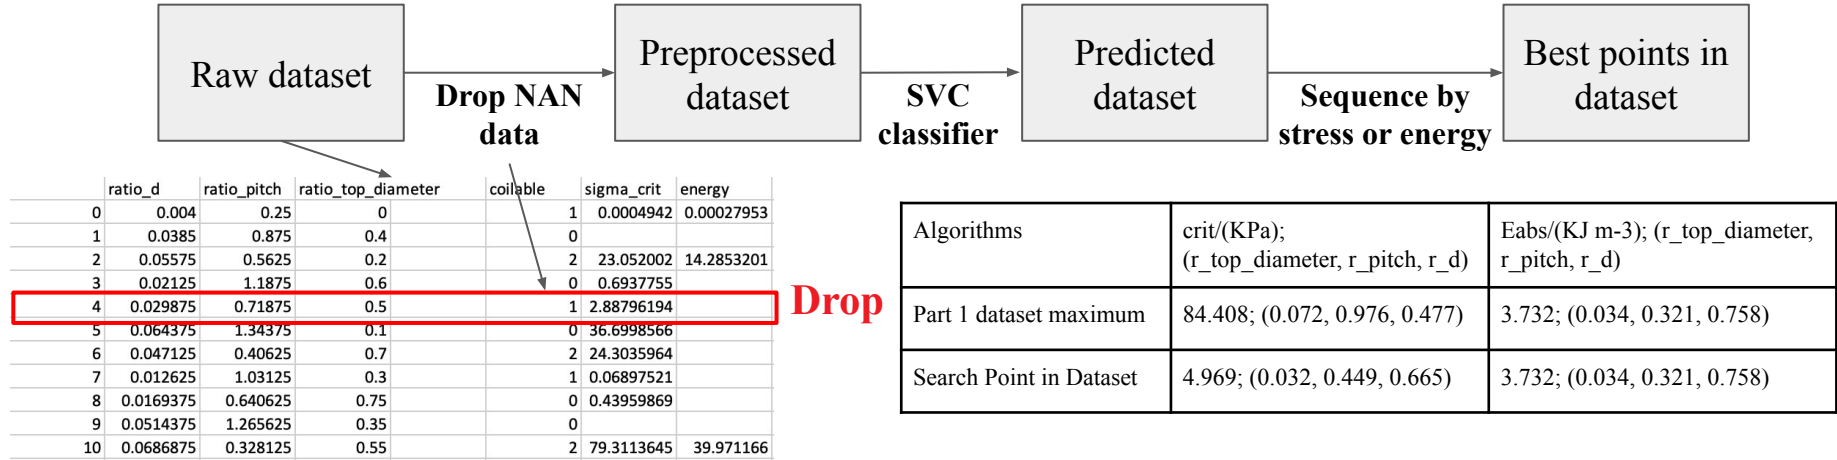 Raw dataset
Drop NAN
data
Preprocessed
dataset
SVC
classifier
Predicted
dataset
Sequence by
stress or energy
Best points in
dataset
ratio_d ratio_pitch ratio_top_diameter coilable sigma_crit energy
0 0.004 0.25 0 1 0.0004942 0.00027953
1 0.0385 0.875 0.4 0
2 0.05575 0.5625 0.2 2 23.052002 14.2853201
3 0.02125 1.1875 0.6 0 0.6937755
4 0.029875 0.71875 0.5 1 2.88796194
5 0.064375 1.34375 0.1 0 36.6998566
6 0.047125 0.40625 0.7 2 24.3035964
7 0.012625 1.03125 0.3 1 0.06897521
8 0.0169375 0.640625 0.75 0 0.43959869
9 0.0514375 1.265625 0.35 0
10 0.0686875 0.328125 0.55 2 79.3113645 39.971166
Drop
Algorithms crit/(KPa); Eabs/(KJ m-3); (r_top_diameter,
(r_top_diameter, r_pitch, r_d) r_pitch, r_d)
Part 1 dataset maximum 84.408; (0.072, 0.976, 0.477) 3.732; (0.034, 0.321, 0.758)
Search Point in Dataset 4.969; (0.032, 0.449, 0.665) 3.732; (0.034, 0.321, 0.758)